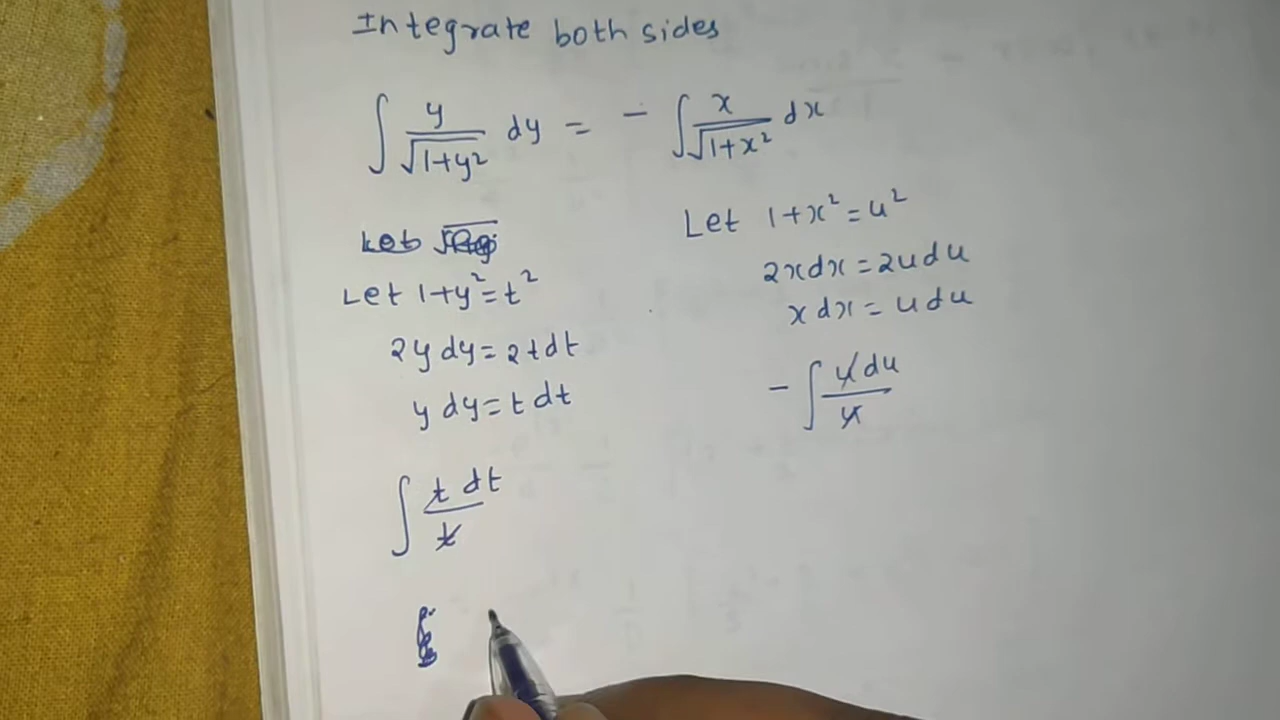 Integrate both sides
∫ y/√(1+y²) dy = - ∫ x/√(1+x²) dx
Let
Let 1+y² = t²
2y dy = 2t dt
y dy = t dt
∫ t dt / t
Let 1+x² = u²
2x dx = 2u du
x dx = u du
- ∫ u du / u